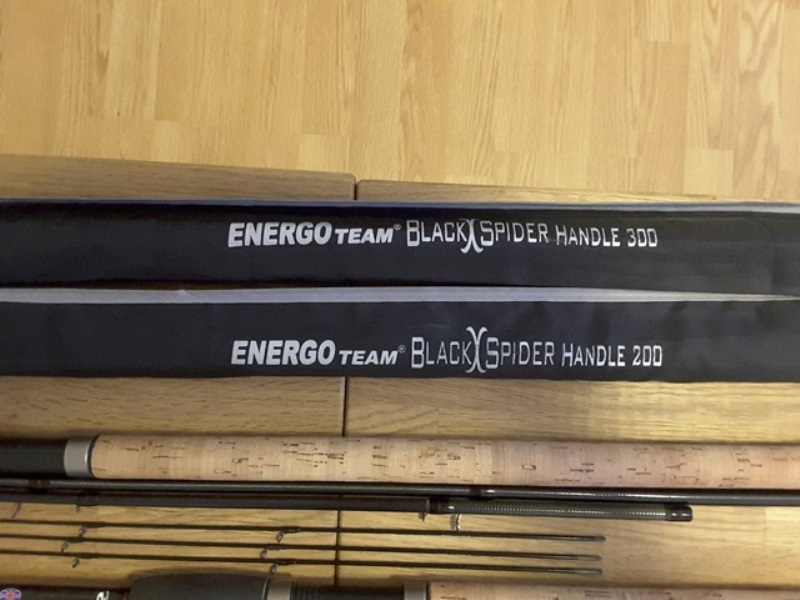 ENERGO TEAM® BLACK SPIDER HANDLE 300
ENERGO TEAM® BLACK SPIDER HANDLE 200